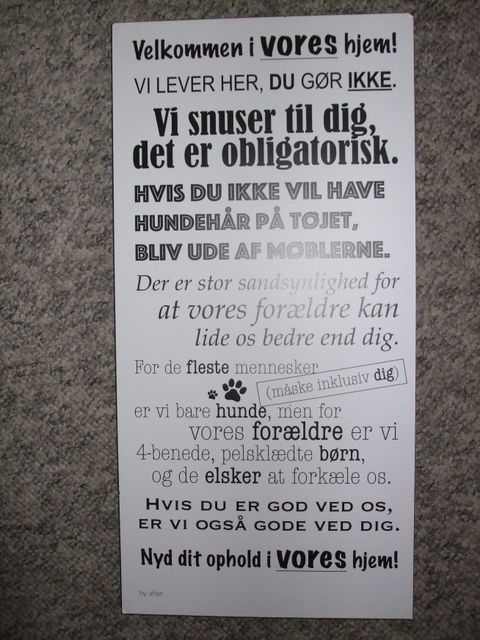 Velkommen i vores hjem!
VI LEVER HER, DU GØR IKKE.
Vi snuser til dig,
det er obligatorisk.
HVIS DU IKKE VIL HAVE
HUNDEHÅR PÅ TØJET,
BLIV UDE AF MØBLERNE.
Der er stor sandsynlighed for
at vores forældre kan
lide os bedre end dig.
For de fleste mennesker
(måske inklusiv dig)
er vi bare hunde, men for
vores forældre er vi
4-benede, pelsklædte børn,
og de elsker at forkæle os.
HVIS DU ER GOD VED OS,
ER VI OGSÅ GODE VED DIG.
Nyd dit ophold i vores hjem!